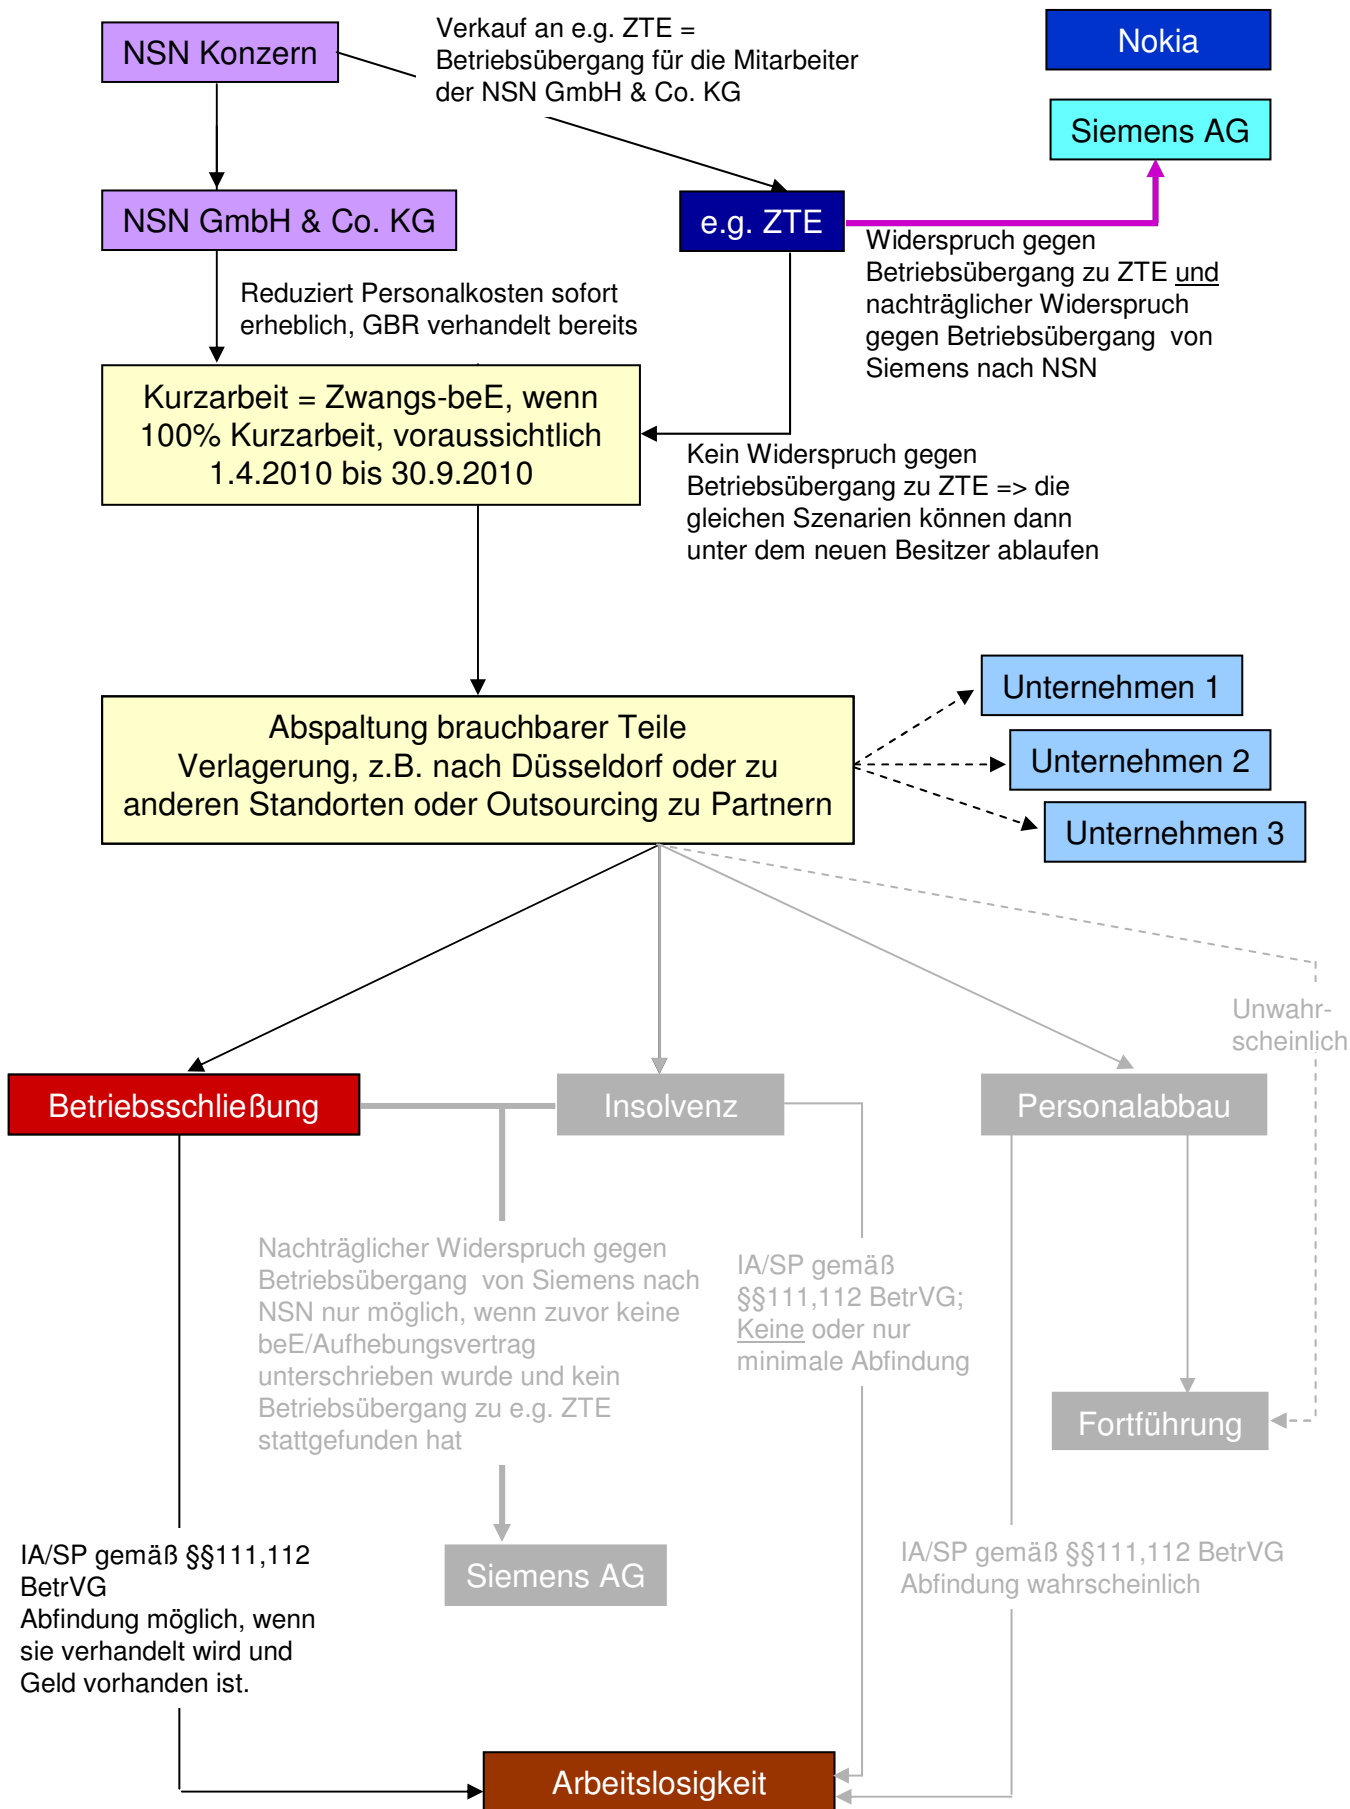 NSN Konzern
Verkauf an e.g. ZTE =
Betriebsübergang für die Mitarbeiter
der NSN GmbH & Co. KG
Nokia
Siemens AG
NSN GmbH & Co. KG
e.g. ZTE
Widerspruch gegen
Betriebsübergang zu ZTE und
nachträglicher Widerspruch
gegen Betriebsübergang  von
Siemens nach NSN
Reduziert Personalkosten sofort
erheblich, GBR verhandelt bereits
Kurzarbeit = Zwangs-beE, wenn
100% Kurzarbeit, voraussichtlich
1.4.2010 bis 30.9.2010
Kein Widerspruch gegen
Betriebsübergang zu ZTE => die
gleichen Szenarien können dann
unter dem neuen Besitzer ablaufen
Abspaltung brauchbarer Teile
Verlagerung, z.B. nach Düsseldorf oder zu
anderen Standorten oder Outsourcing zu Partnern
Unternehmen 1
Unternehmen 2
Unternehmen 3
Unwahr-
scheinlich
Betriebsschließung
Insolvenz
Personalabbau
Nachträglicher Widerspruch gegen
Betriebsübergang  von Siemens nach
NSN nur möglich, wenn zuvor keine
beE/Aufhebungsvertrag
unterschrieben wurde und kein
Betriebsübergang zu e.g. ZTE
stattgefunden hat
IA/SP gemäß
§§111,112 BetrVG;
Keine oder nur
minimale Abfindung
Fortführung
IA/SP gemäß §§111,112
BetrVG
Abfindung möglich, wenn
sie verhandelt wird und
Geld vorhanden ist.
Siemens AG
IA/SP gemäß §§111,112 BetrVG
Abfindung wahrscheinlich
Arbeitslosigkeit